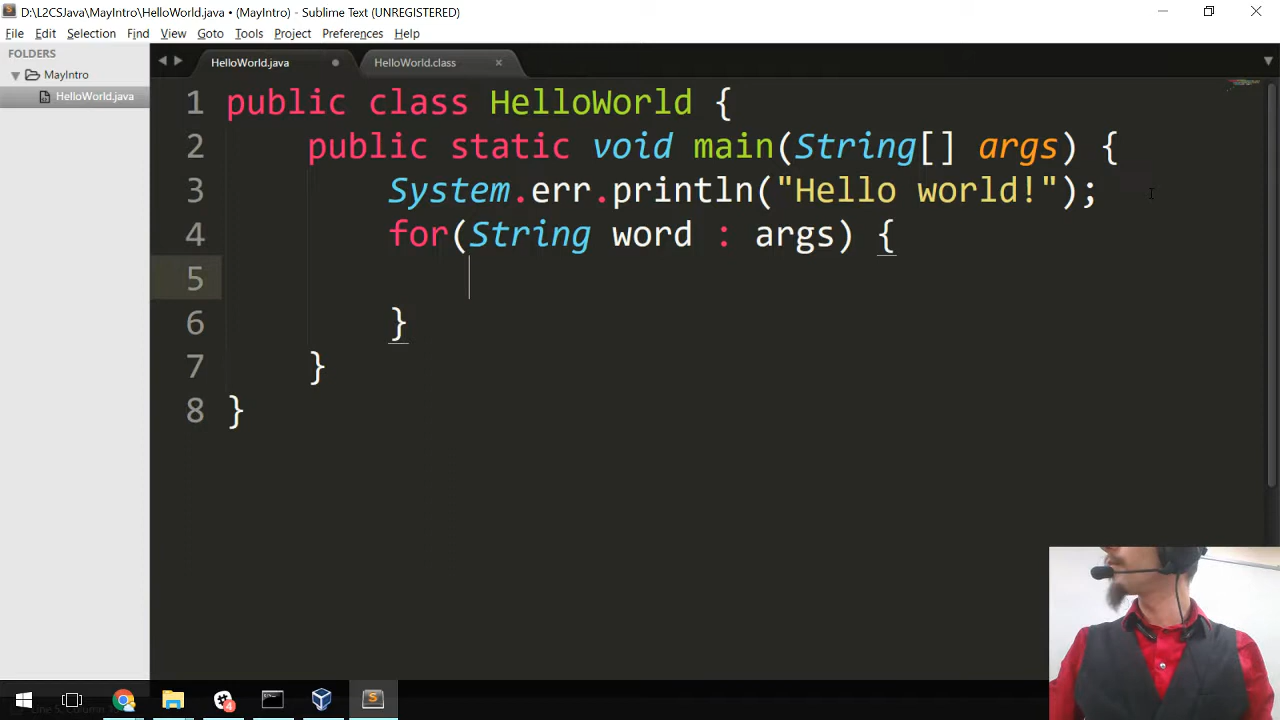 D:\L2CSJava\MayIntro\HelloWorld.java • (MayIntro) - Sublime Text (UNREGISTERED)
File Edit Selection Find View Goto Tools Project Preferences Help
FOLDERS
MayIntro
HelloWorld.java
HelloWorld.java
HelloWorld.class
1 public class HelloWorld {
2 public static void main(String[] args) {
3 System.err.println("Hello world!");
4 for(String word : args) {
5
6 }
7 }
8 }
4